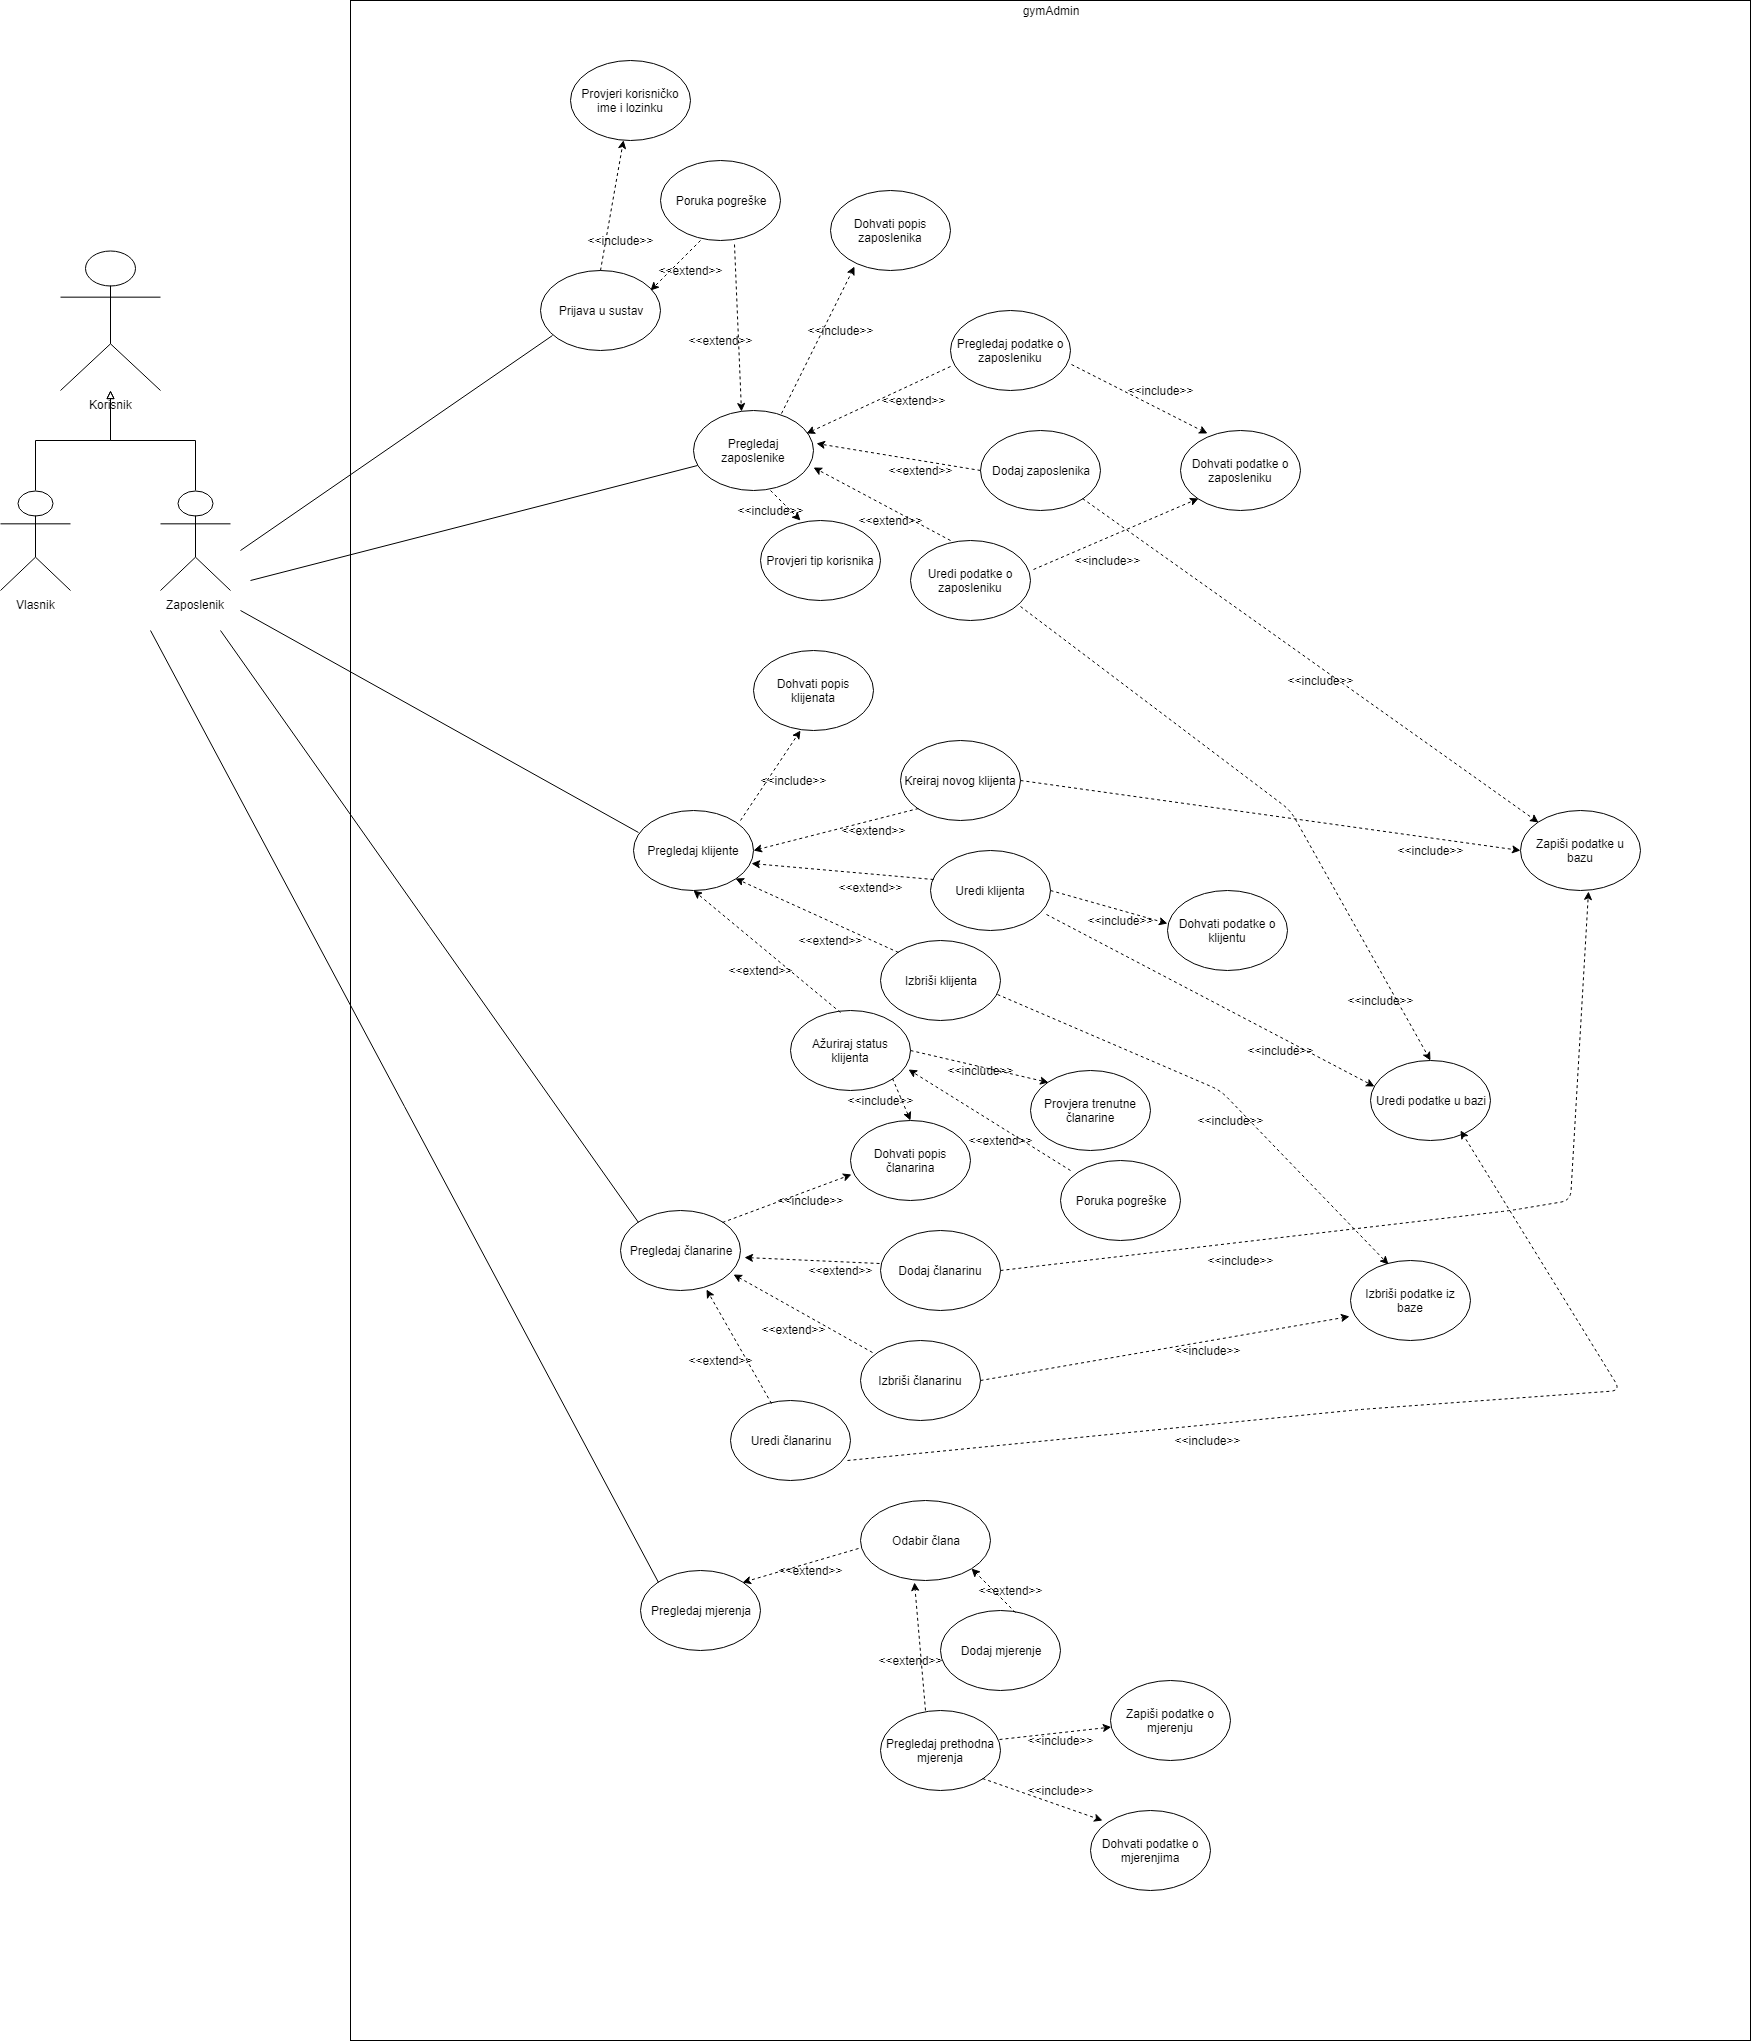 gymAdmin
Provjeri korisničko
ime i lozinku
Poruka pogreške
Dohvati popis
zaposlenika
<<include>>
<<extend>>
Prijava u sustav
<<extend>>
<<include>>
Pregledaj podatke o
zaposleniku
<<include>>
<<extend>>
Korisnik
Pregledaj
zaposlenike
<<extend>>
Dodaj zaposlenika
Dohvati podatke o
zaposleniku
<<include>>
<<extend>>
Provjeri tip korisnika
<<include>>
Uredi podatke o
zaposleniku
Vlasnik
Zaposlenik
Dohvati popis
klijenata
<<include>>
<<include>>
Kreiraj novog klijenta
<<extend>>
Pregledaj klijente
<<include>>
Zapiši podatke u
bazu
<<extend>>
Uredi klijenta
<<include>>
Dohvati podatke o
klijentu
<<extend>>
<<extend>>
Izbriši klijenta
<<include>>
Ažuriraj status
klijenta
<<include>>
<<include>>
<<include>>
Provjera trenutne
članarine
Uredi podatke u bazi
<<include>>
<<extend>>
Dohvati popis
članarina
<<include>>
Poruka pogreške
Pregledaj članarine
<<extend>>
Dodaj članarinu
<<include>>
Izbriši podatke iz
baze
<<extend>>
<<extend>>
<<include>>
Izbriši članarinu
Uredi članarinu
<<include>>
Odabir člana
<<extend>>
<<extend>>
Pregledaj mjerenja
<<extend>>
Dodaj mjerenje
Zapiši podatke o
mjerenju
Pregledaj prethodna
mjerenja
<<include>>
<<include>>
Dohvati podatke o
mjerenjima